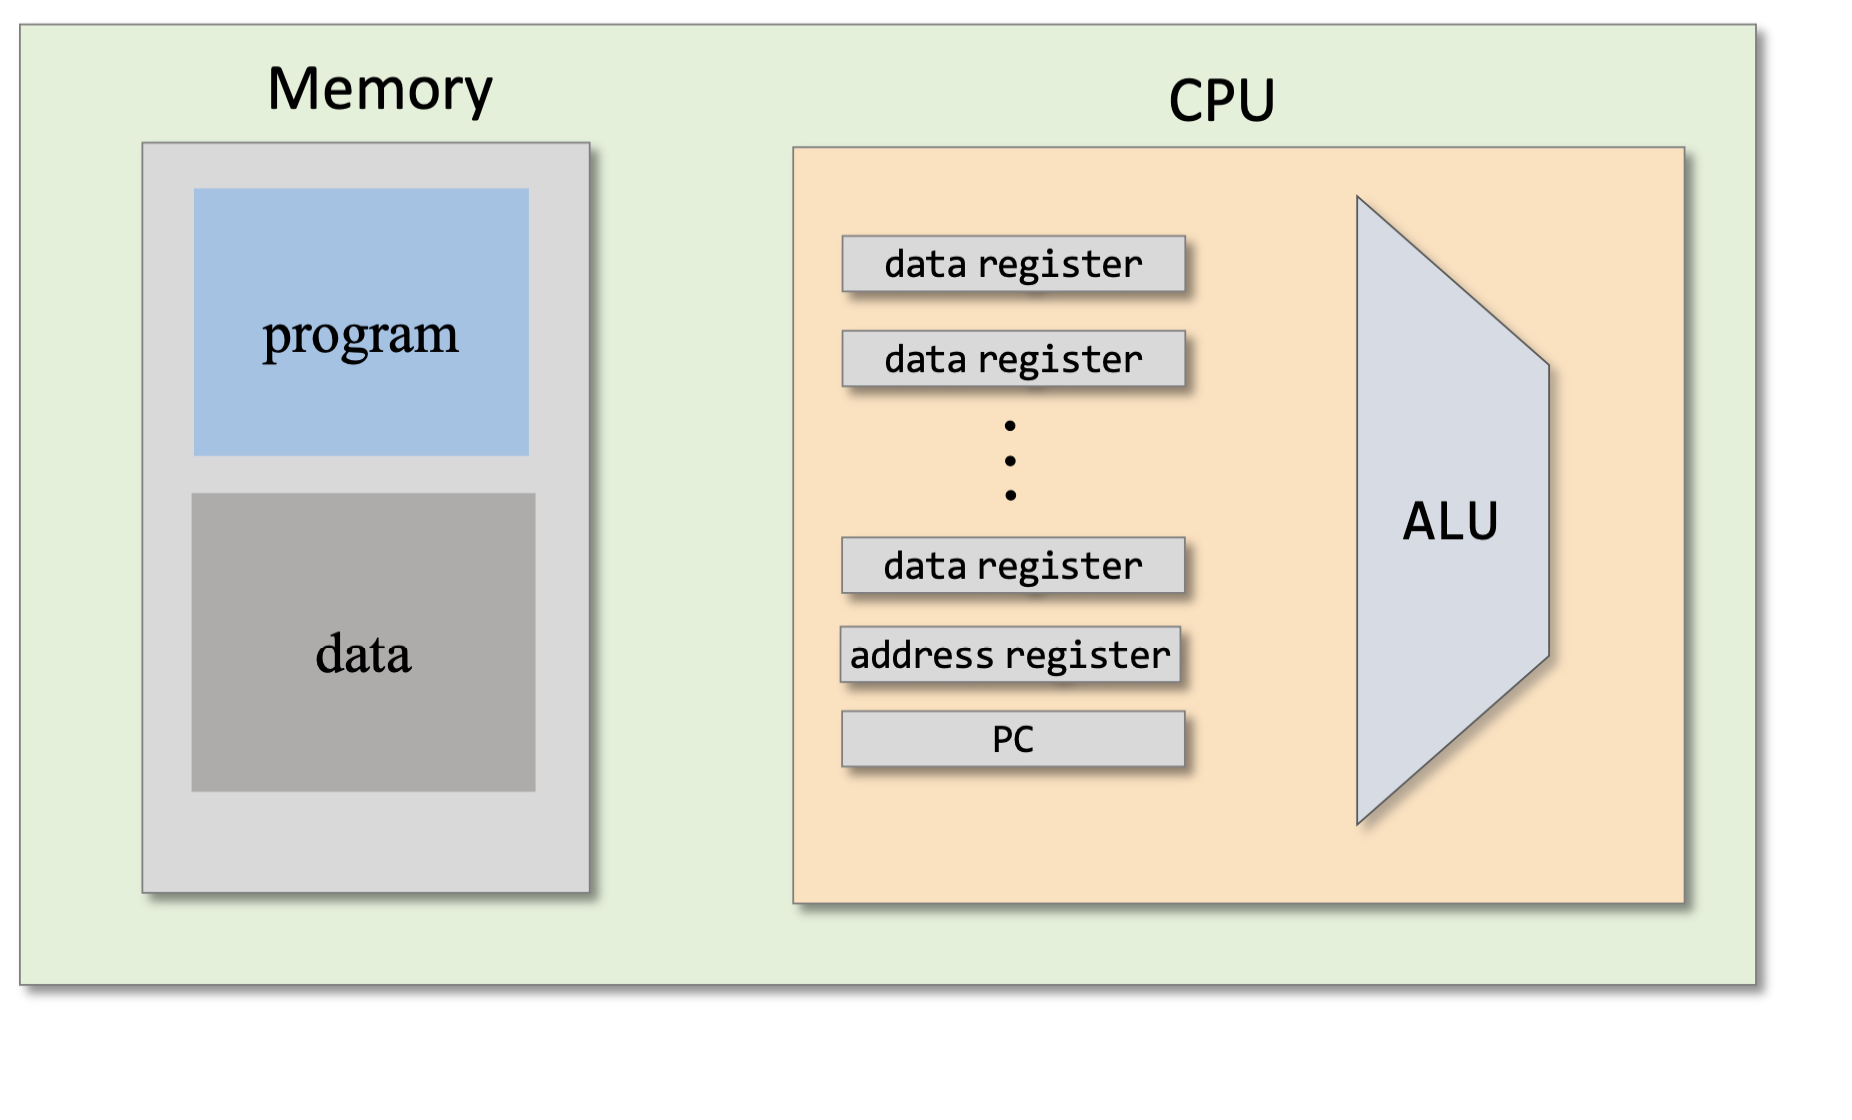 Memory
program
data
CPU
data register
data register
data register
address register
PC
ALU